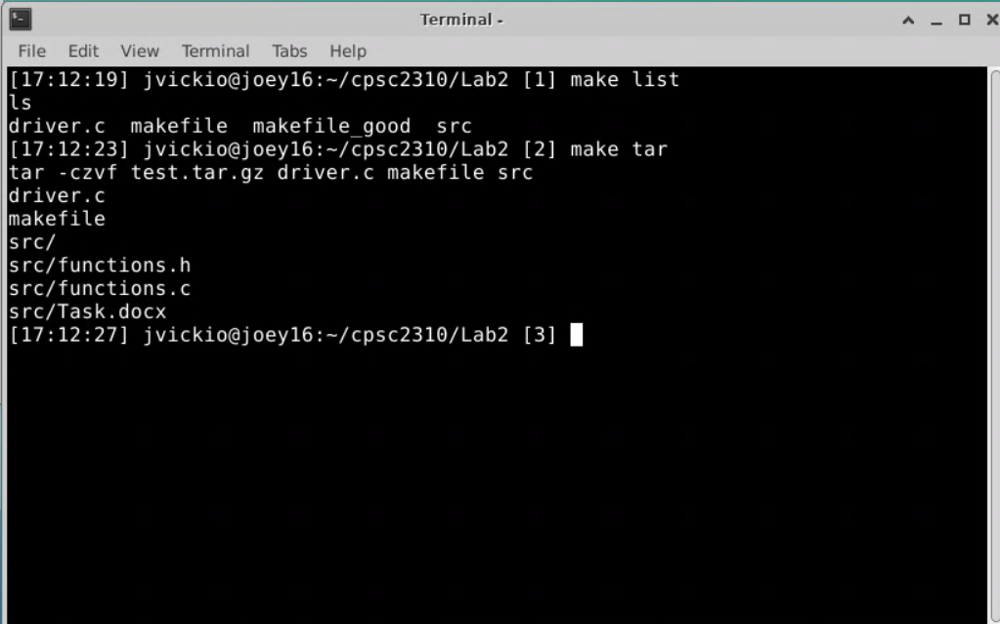 Terminal -
File Edit View Terminal Tabs Help
[17:12:19] jvickio@joey16:~/cpsc2310/Lab2 [1] make list
ls
driver.c  makefile  makefile_good  src
[17:12:23] jvickio@joey16:~/cpsc2310/Lab2 [2] make tar
tar -czvf test.tar.gz driver.c makefile src
driver.c
makefile
src/
src/functions.h
src/functions.c
src/Task.docx
[17:12:27] jvickio@joey16:~/cpsc2310/Lab2 [3]